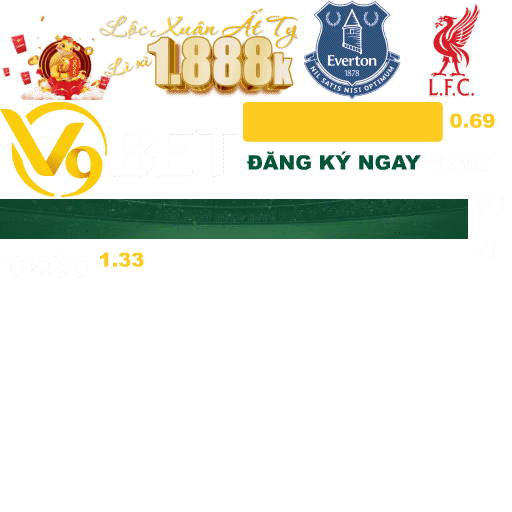 Lộc Xuân Ất Tỵ
Lì xì
1.888k
Everton
1878
NIL SATIS NISI OPTIMUM
L.F.C.
V9
BET
0.69
ĐĂNG KÝ NGAY
1.33